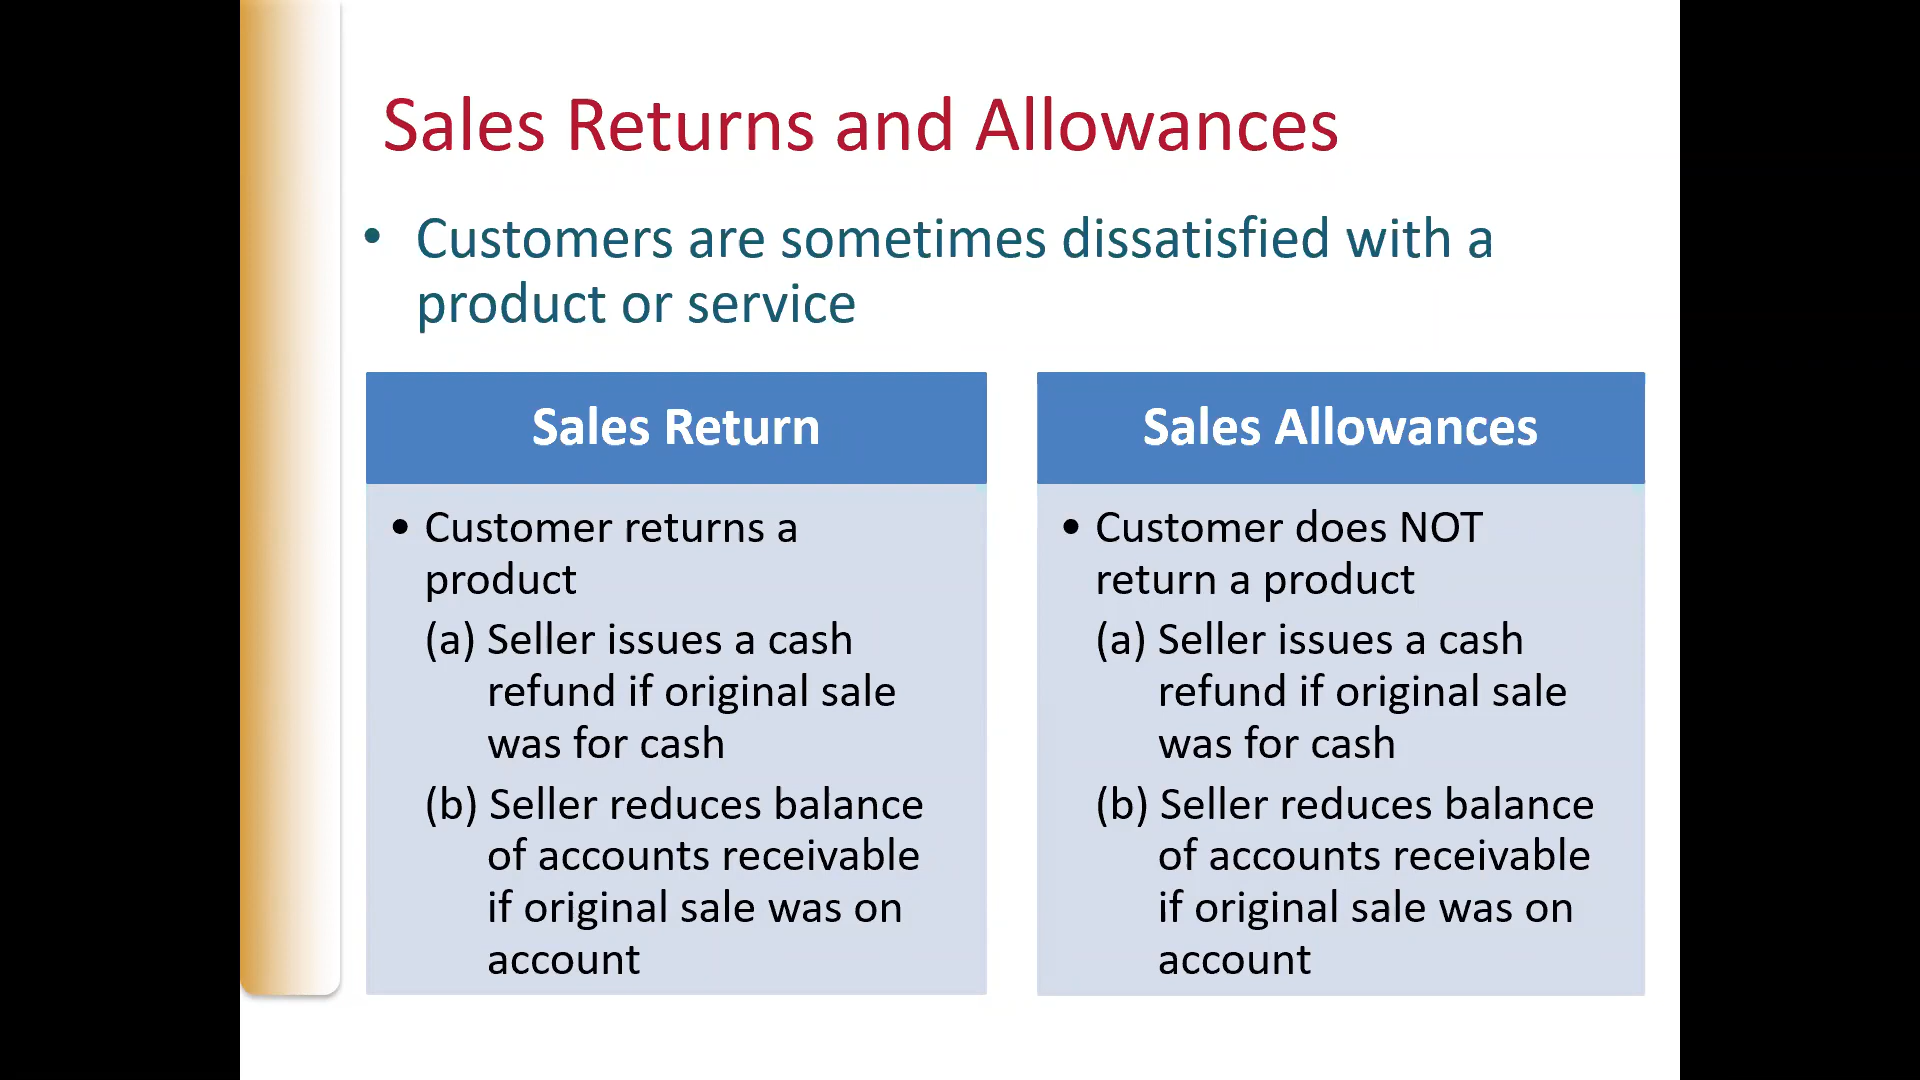 Sales Returns and Allowances
• Customers are sometimes dissatisfied with a
product or service
Sales Return
• Customer returns a
product
(a) Seller issues a cash
refund if original sale
was for cash
(b) Seller reduces balance
of accounts receivable
if original sale was on
account
Sales Allowances
• Customer does NOT
return a product
(a) Seller issues a cash
refund if original sale
was for cash
(b) Seller reduces balance
of accounts receivable
if original sale was on
account